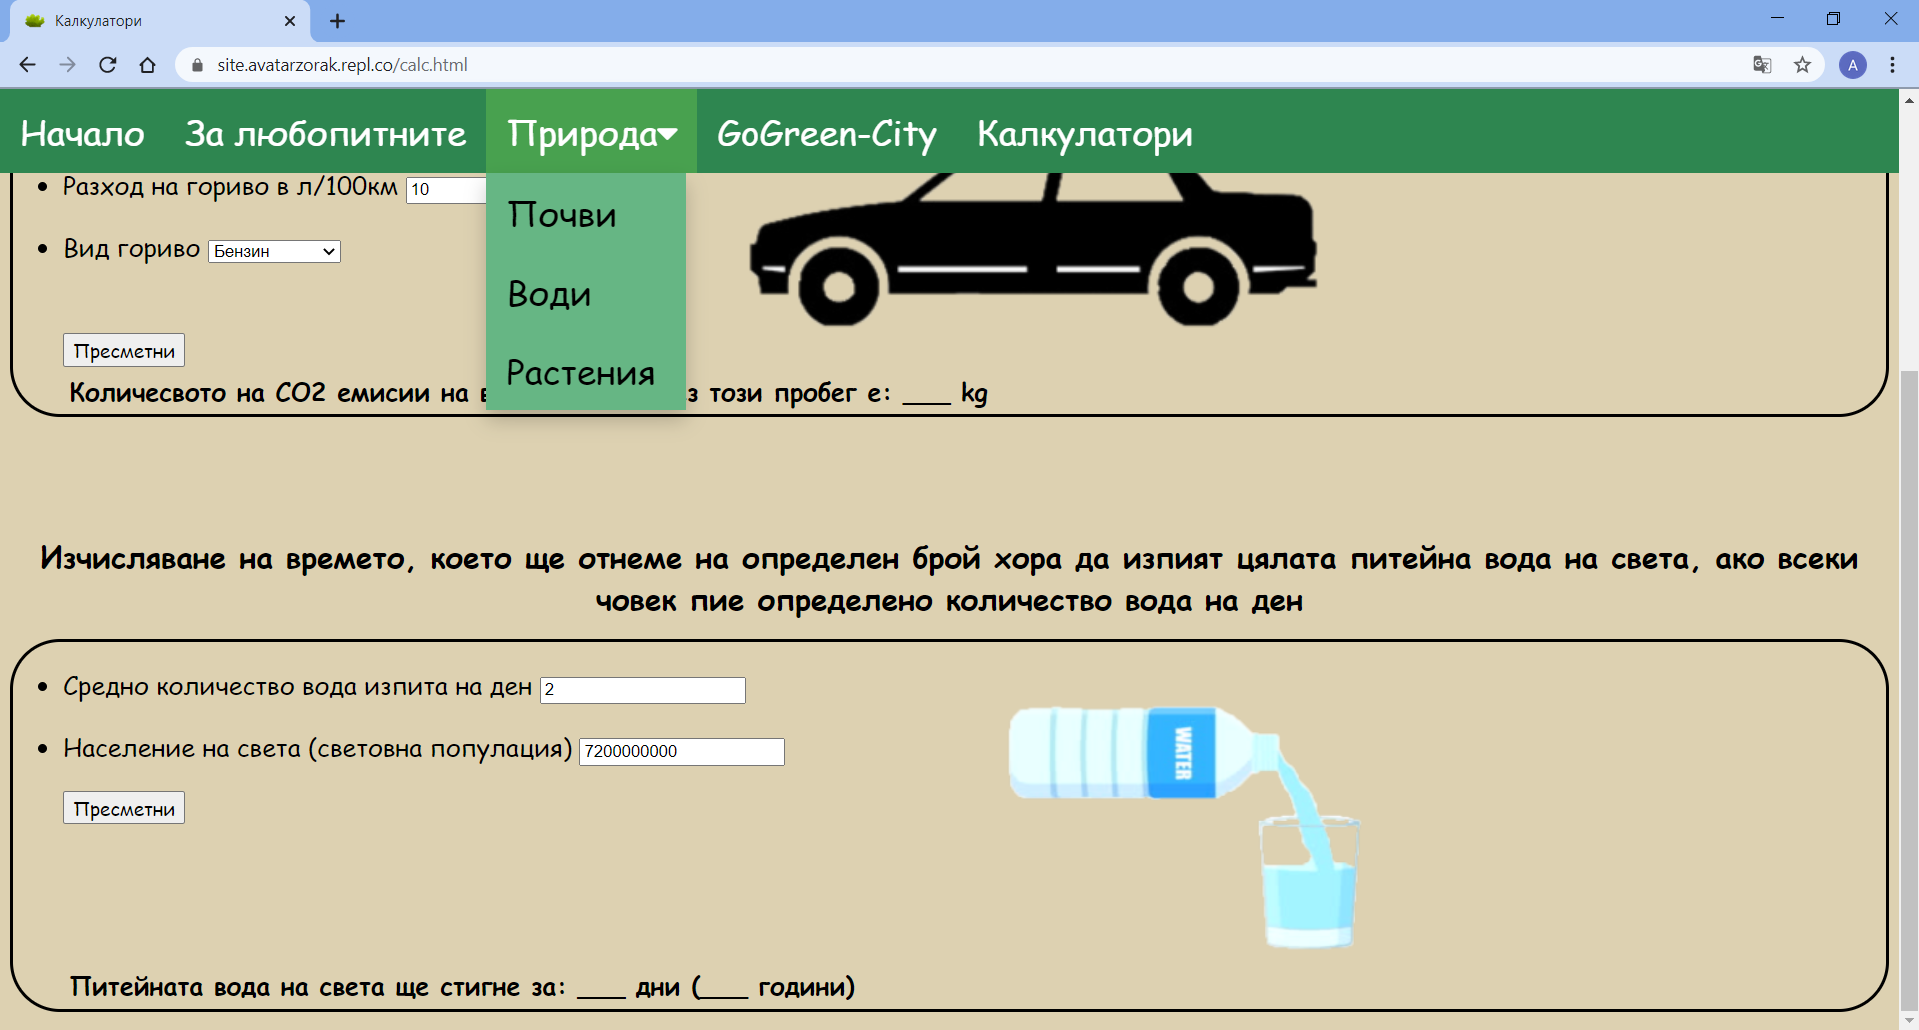 Калкулатори
site.avatarzorak.repl.co/calc.html
A
Начало За любопитните Природа GoGreen-City Калкулатори
Разход на гориво в л/100км 10
Почви
Вид гориво Бензин
Води
Пресметни
Растения
Количесвото на CO2 емисии на з този пробег е: ___ kg
Изчисляване на времето, което ще отнеме на определен брой хора да изпият цялата питейна вода на света, ако всеки
човек пие определено количество вода на ден
Средно количество вода изпита на ден 2
Население на света (световна популация) 7200000000
WATER
Пресметни
Питейната вода на света ще стигне за: ___ дни (___ години)